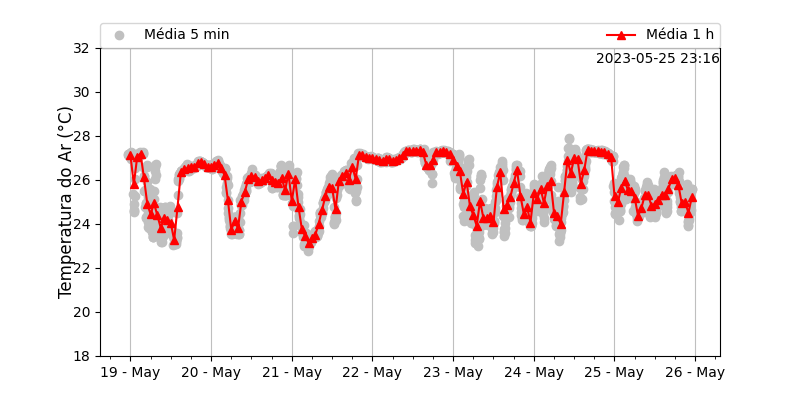 Média 5 min
Média 1 h
2023-05-25 23:16
Temperatura do Ar (°C)
32
30
28
26
24
22
20
18
19 - May
20 - May
21 - May
22 - May
23 - May
24 - May
25 - May
26 - May